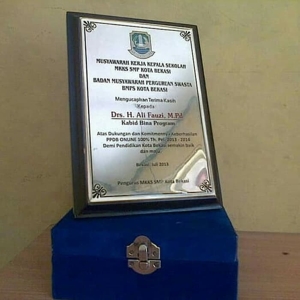 MUSYAWARAH KERJA KEPALA SEKOLAH
MKKS SMP KOTA BEKASI
DAN
BADAN MUSYAWARAH PERGURUAN SWASTA
BMPS KOTA BEKASI
Mengucapkan Terima Kasih
Kepada
Drs. H. Ali Fauzi, M.Pd
Kabid Bina Program
Atas Dukungan dan Komitmennya Keberhasilan
PPDB ONLINE 100% Th. Pel. 2013 - 2014
Demi Pendidikan Kota Bekasi semakin baik
dan maju
Bekasi, Juli 2013
Pengurus MKKS SMP Kota Bekasi